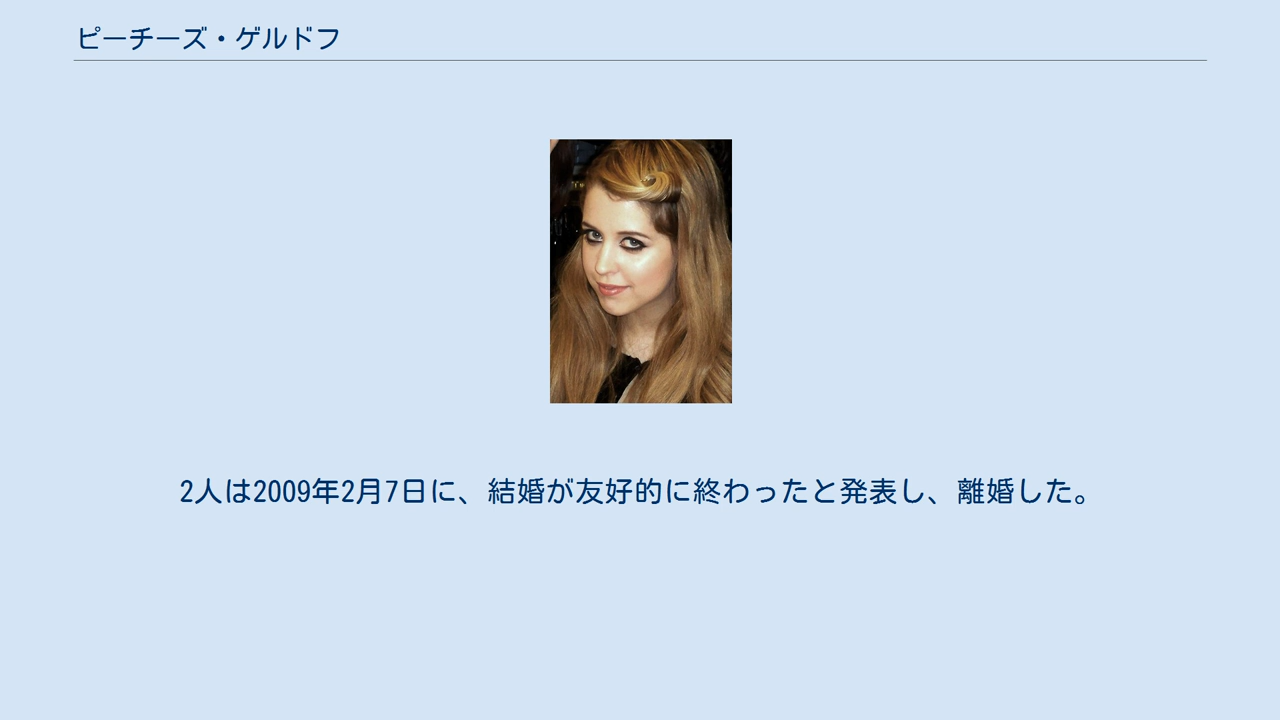 ピーチーズ・ゲルドフ
2人は2009年2月7日に、結婚が友好的に終わったと発表し、離婚した。